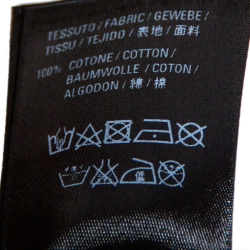 TESSUTO / FABRIC / GEWEBE /
TISSU / TEJIDO / 表地 / 面料
100% COTONE / COTTON /
BAUMWOLLE / COTON /
ALGODON / 綿 / 棉